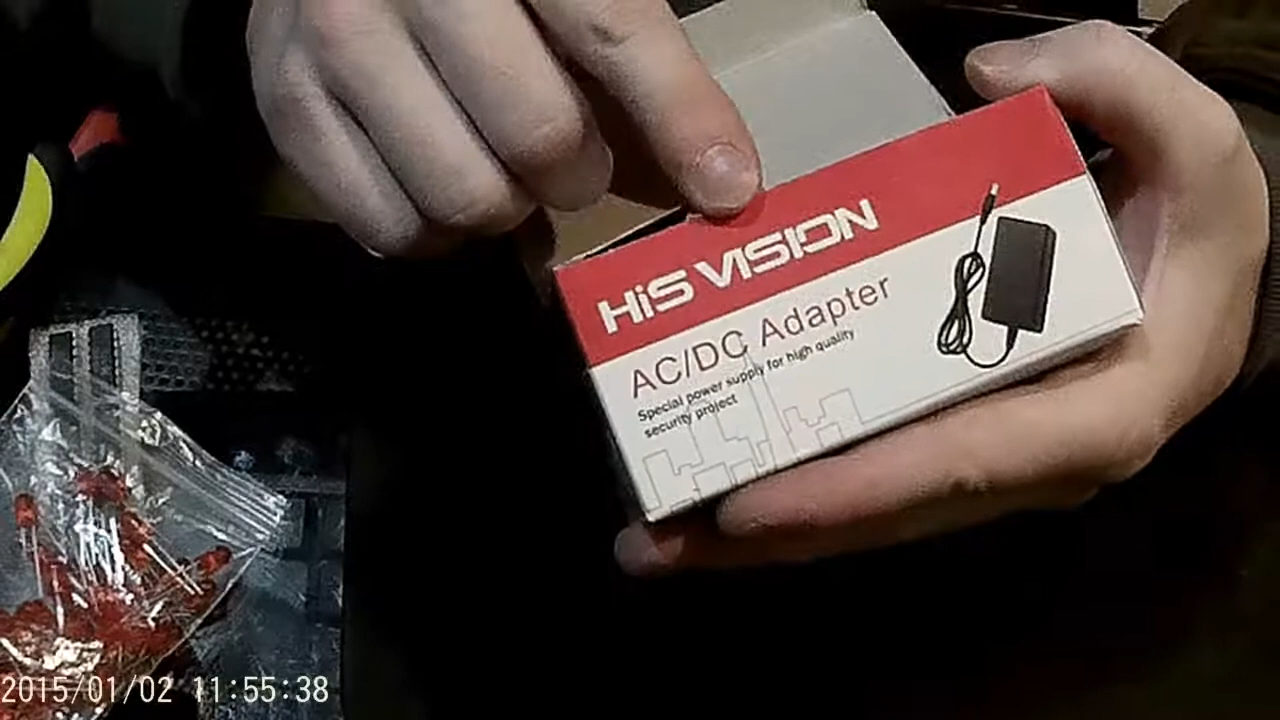 HiS VISION
AC/DC Adapter
Special power supply for high quality
security project
2015/01/02 11:55:38